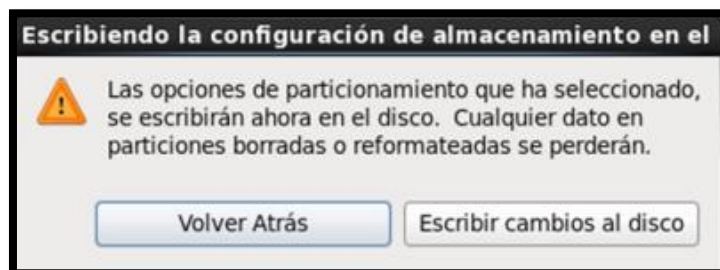 Escribiendo la configuración de almacenamiento en el
Las opciones de particionamiento que ha seleccionado,
se escribirán ahora en el disco. Cualquier dato en
particiones borradas o reformateadas se perderán.
Volver Atrás
Escribir cambios al disco